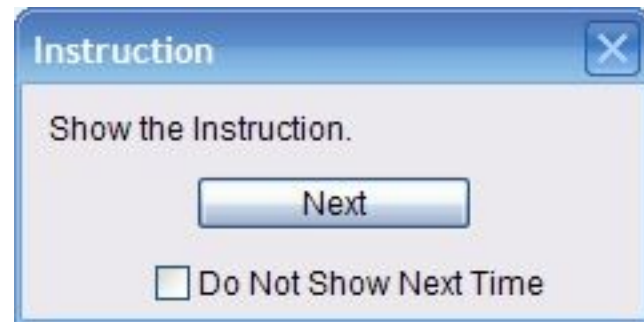 Instruction
Show the Instruction.
Next
Do Not Show Next Time